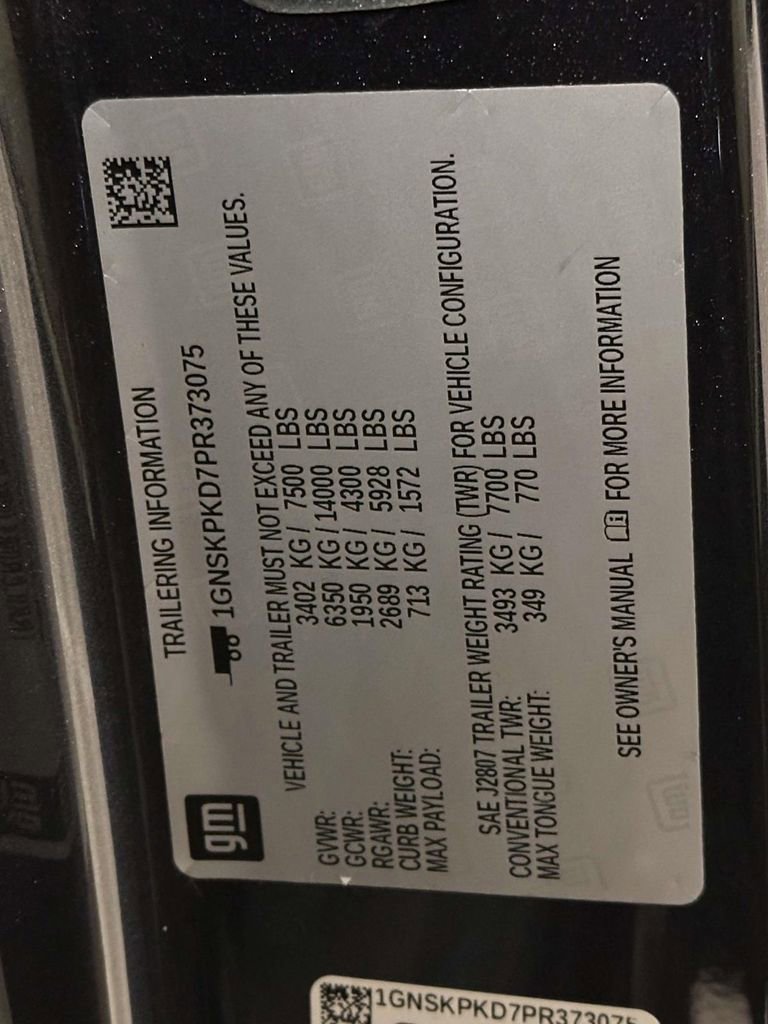 gm
TRAILERING INFORMATION
1GNSKPKD7PR373075
VEHICLE AND TRAILER MUST NOT EXCEED ANY OF THESE VALUES.
GVWR: 3402 KG / 7500 LBS
GCWR: 6350 KG / 14000 LBS
RGAWR: 1950 KG / 4300 LBS
CURB WEIGHT: 2689 KG / 5928 LBS
MAX PAYLOAD: 713 KG / 1572 LBS
SAE J2807 TRAILER WEIGHT RATING (TWR) FOR VEHICLE CONFIGURATION.
CONVENTIONAL TWR: 3493 KG / 7700 LBS
MAX TONGUE WEIGHT: 349 KG / 770 LBS
SEE OWNER'S MANUAL FOR MORE INFORMATION
1GNSKPKD7PR373075